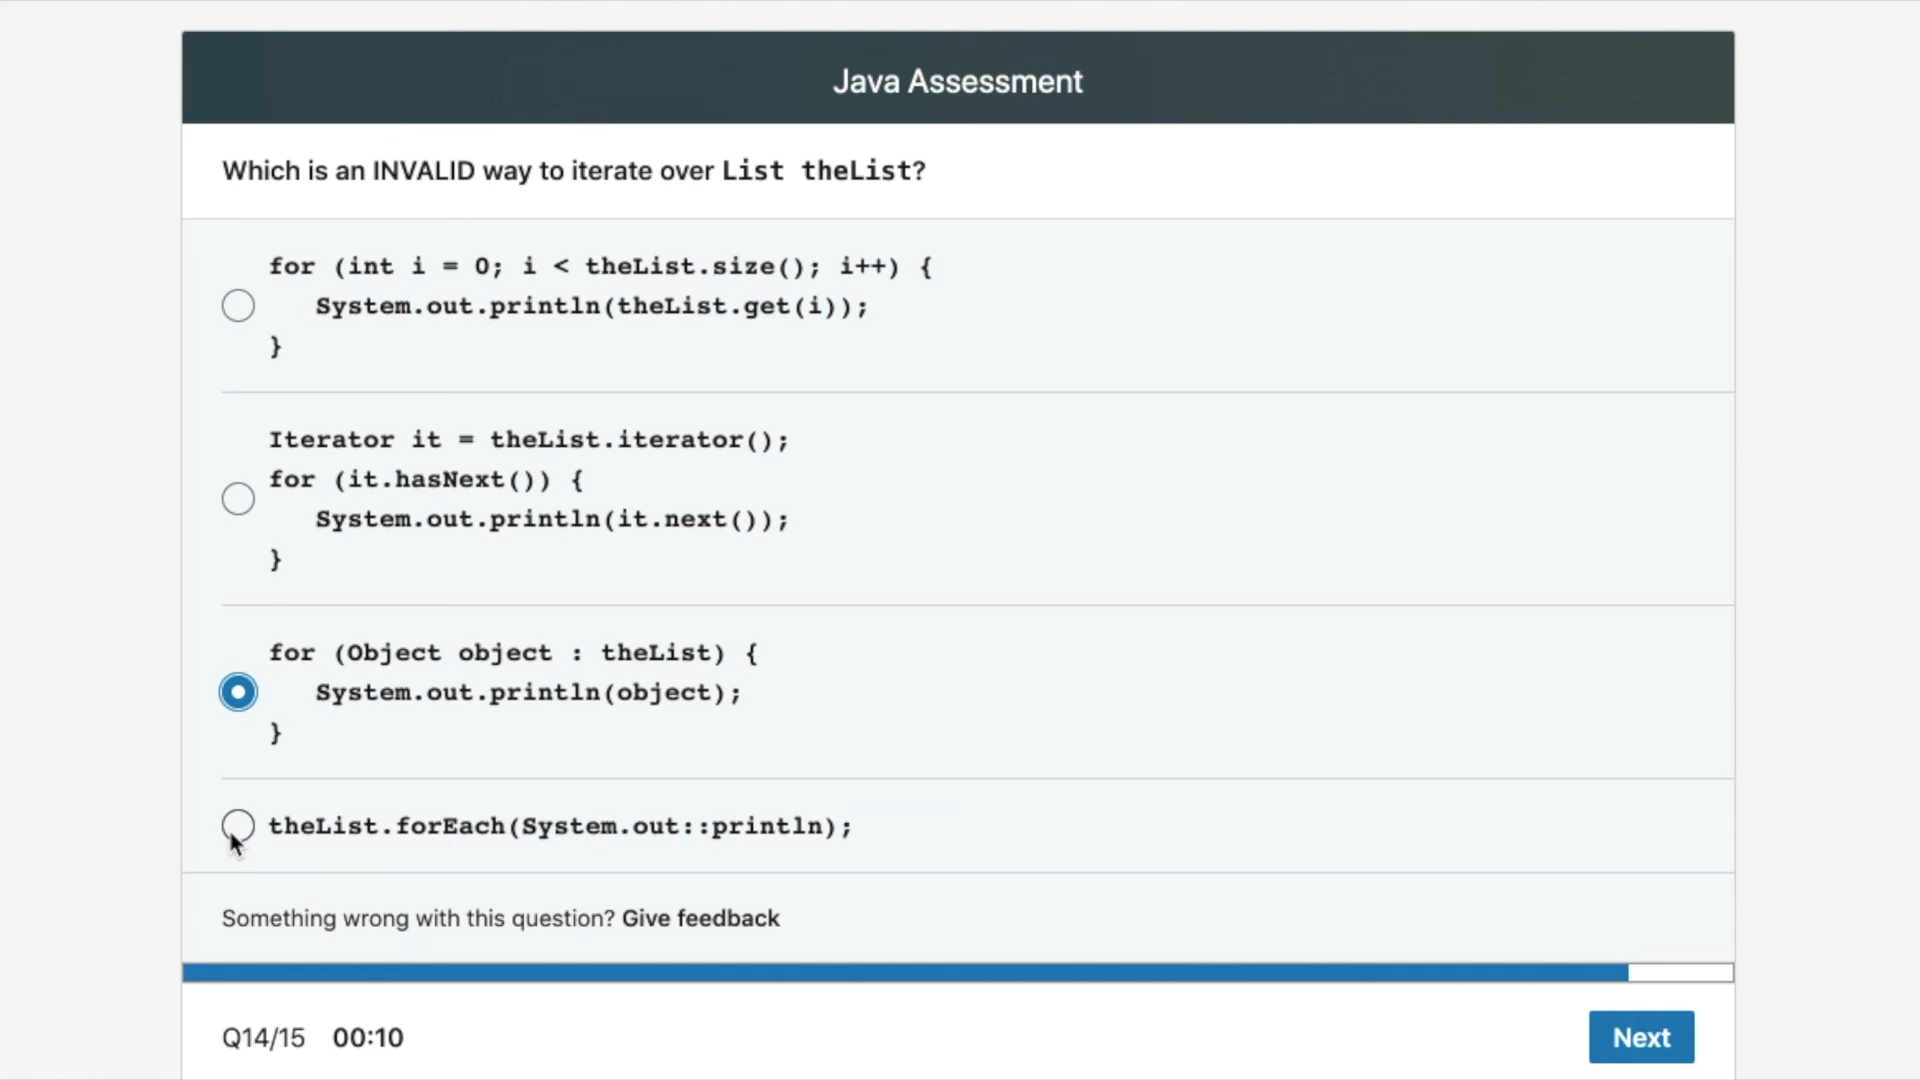 Java Assessment
Which is an INVALID way to iterate over List theList?
for (int i = 0; i < theList.size(); i++) {
System.out.println(theList.get(i));
}
Iterator it = theList.iterator();
for (it.hasNext()) {
System.out.println(it.next());
}
for (Object object : theList) {
System.out.println(object);
}
theList.forEach(System.out::println);
Something wrong with this question? Give feedback
Q14/15 00:10
Next